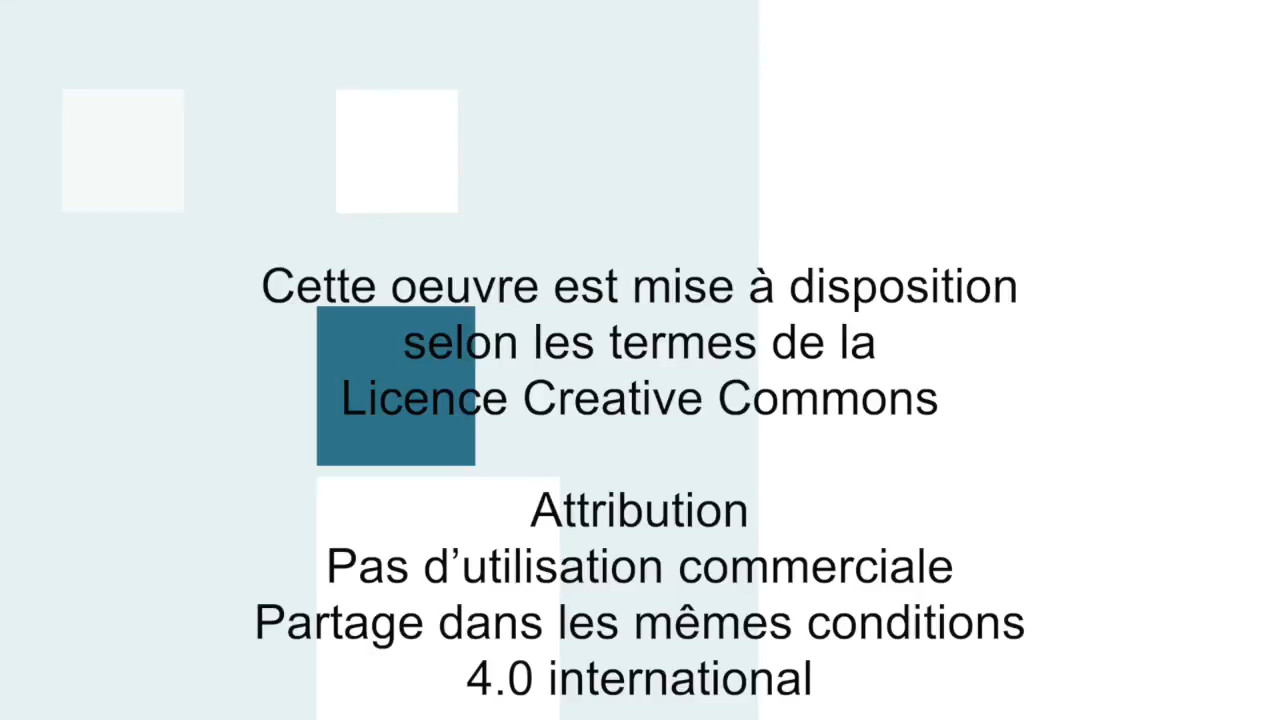 Cette oeuvre est mise à disposition
selon les termes de la
Licence Creative Commons
Attribution
Pas d’utilisation commerciale
Partage dans les mêmes conditions
4.0 international